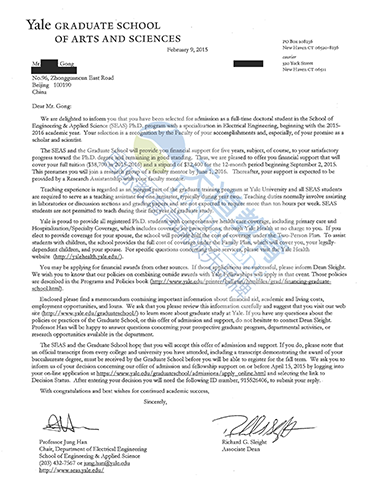 Yale GRADUATE SCHOOL
OF ARTS AND SCIENCES
February 9, 2015
PO BOX 208236
New Haven CT 06520-8236
courier
320 York Street
New Haven CT 06511
Mr. Gong
No.96, Zhongguancun East Road
Beijing 100190
China
Dear Mr. Gong:
We are delighted to inform you that you have been selected for admission as a full-time doctoral student in the School of
Engineering & Applied Science (SEAS) Ph.D. program with a specialization in Electrical Engineering, beginning with the 2015-
2016 academic year. Your selection is a recognition by the Faculty of your accomplishments and, especially, of your promise as a
scholar and scientist.
The SEAS and the Graduate School will provide you financial support for five years, subject, of course, to your satisfactory
progress toward the Ph.D. degree and remaining in good standing. Thus, we are pleased to offer you financial support that will
cover your full tuition ($38,700 in 2015-2016) and a stipend of $32,400 for the 12-month period beginning September 2, 2015.
This presumes you will join a research group of a faculty mentor by June 1, 2016. Thereafter, your support is expected to be
provided by a Research Assistantship with your faculty mentor.
Teaching experience is regarded as an integral part of the graduate training program at Yale University and all SEAS students
are required to serve as a teaching assistant for two semesters, typically during year two. Teaching duties normally involve assisting
in laboratories or discussion sections and grading papers and are not expected to require more than ten hours per week. SEAS
students are not permitted to teach during their first year of graduate study.
Yale is proud to provide all registered Ph.D. students with comprehensive health care coverage, including primary care and
Hospitalization/Specialty Coverage, which includes coverage for prescriptions, through Yale Health at no charge to you. If you
elect to provide coverage for your spouse, the school will provide half the cost of coverage under the Two Person Plan. To assist
students with children, the school provides the full cost of coverage under the Family Plan, which will cover you, your legally-
dependent children, and your spouse. For specific questions concerning these services, please visit the Yale Health
website (http://yalehealth.yale.edu/).
You may be applying for financial awards from other sources. If those applications are successful, please inform Dean Sleight.
We wish you to know that our policies on combining outside awards with Yale Fellowships will apply in that event. Those policies
are described in the Programs and Policies book
Enclosed please find a memorandum containing important information about financial aid, academic and living costs,
employment opportunities, and loans. We ask that you please review this information carefully and suggest that you visit our web
site (http://www.yale.edu/graduateschool/) to learn more about graduate study at Yale. If you have any questions about the
policies or practices of the Graduate School, or this offer of admission and support, do not hesitate to contact Dean Sleight.
Professor Han will be happy to answer questions concerning your prospective graduate program, departmental activities, or
research opportunities available in the department.
The SEAS and the Graduate School hope that you will accept this offer of admission and support. If you do, please note that
an official transcript from every college and university you have attended, including a transcript demonstrating the award of your
baccalaureate degree, must be received by the Graduate School before you will be able to register for the fall term. We ask you to
inform us of your decision concerning our offer of admission and fellowship support on or before April 15, 2015 by logging into
your on-line application at https://www.yale.edu/graduateschool/admissions/apply_online.html and selecting the link to
Decision Status. After entering your decision you will need the following ID number, 915526406, to submit your reply.
With congratulations and best wishes for continued academic success,
Sincerely,
Professor Jung Han
Chair, Department of Electrical Engineering
School of Engineering & Applied Science
(203) 432-7567 or jung.han@yale.edu
http://www.seas.yale.edu/
Richard G. Sleight
Associate Dean